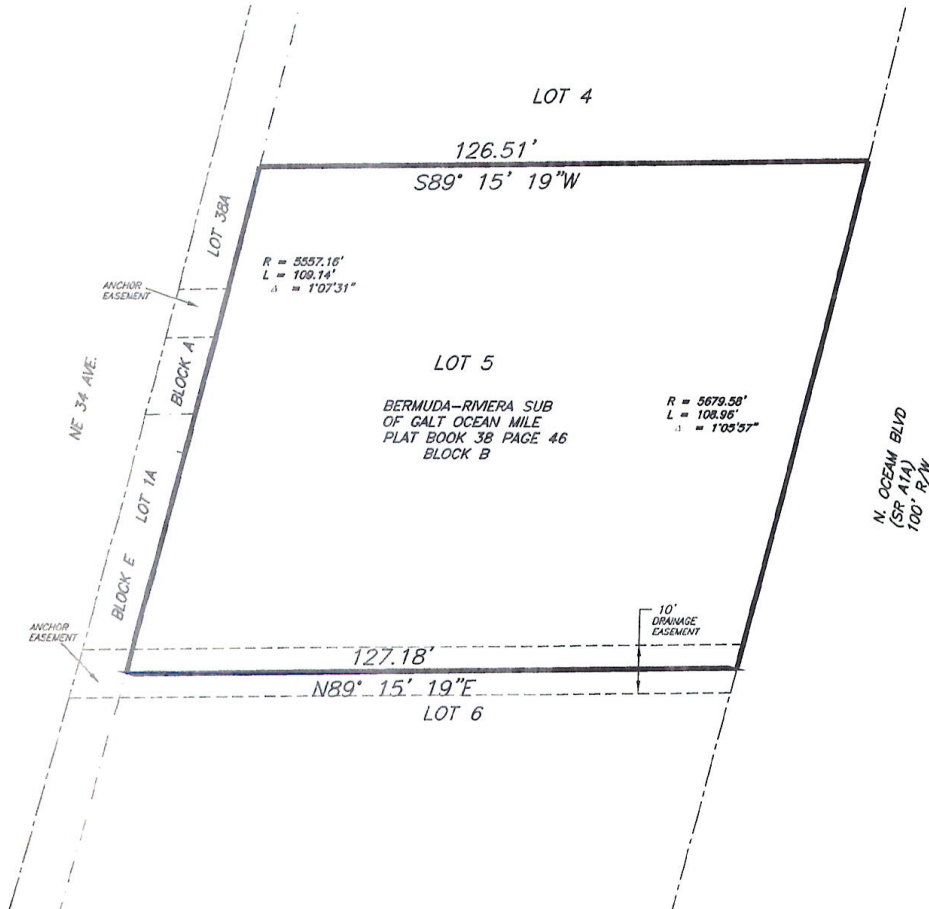 LOT 4
126.51'
S89° 15' 19"W
LOT 38A
R = 5557.16'
L = 109.14'
Δ = 1°07'31"
ANCHOR
EASEMENT
NE 34 AVE.
BLOCK A
LOT 5
BERMUDA-RIVIERA SUB
OF GALT OCEAN MILE
PLAT BOOK 38 PAGE 46
BLOCK B
R = 5679.58'
L = 108.96'
Δ = 1°05'57"
N. OCEAM BLVD
(SR A1A)
100' R/W
LOT 1A
BLOCK E
ANCHOR
EASEMENT
10'
DRAINAGE
EASEMENT
127.18'
N89° 15' 19"E
LOT 6